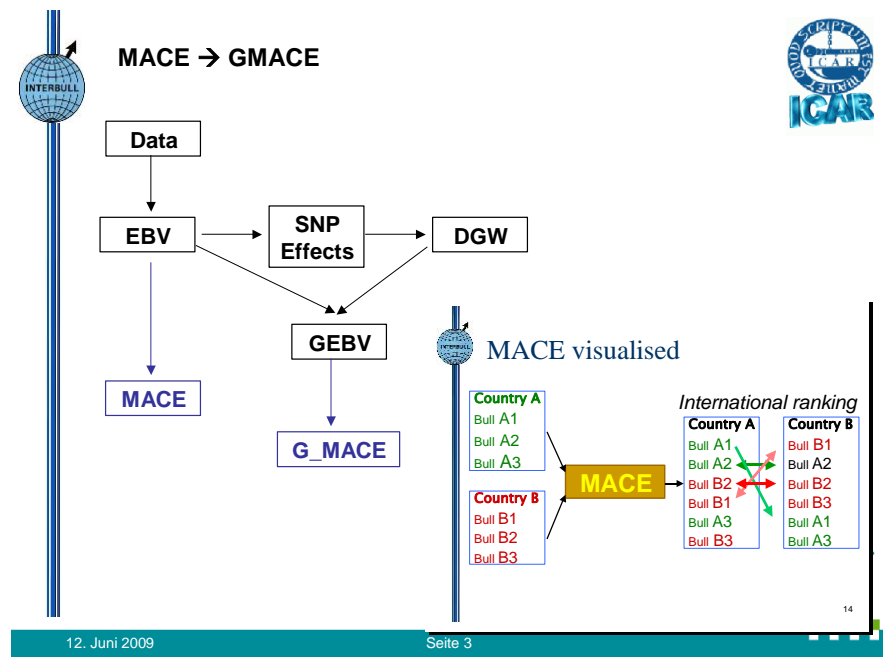 MACE → GMACE
INTERBULL
ICAR
ICAR
Data
EBV
SNP
Effects
DGW
GEBV
MACE
G_MACE
INTERBULL
MACE visualised
Country A
Bull A1
Bull A2
Bull A3
Country B
Bull B1
Bull B2
Bull B3
MACE
International ranking
Country A
Bull A1
Bull A2
Bull B2
Bull B1
Bull A3
Bull B3
Country B
Bull B1
Bull A2
Bull B2
Bull B3
Bull A1
Bull A3
14
12. Juni 2009
Seite 3